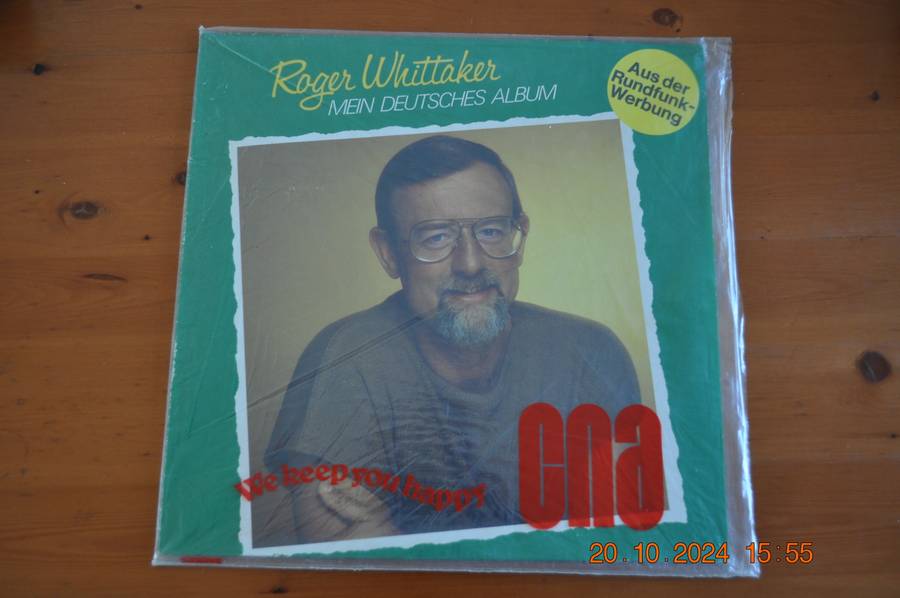 Roger Whittaker
MEIN DEUTSCHES ALBUM
Aus der
Rundfunk-
Werbung
We keep you happy
cna
20.10.2024 15:55